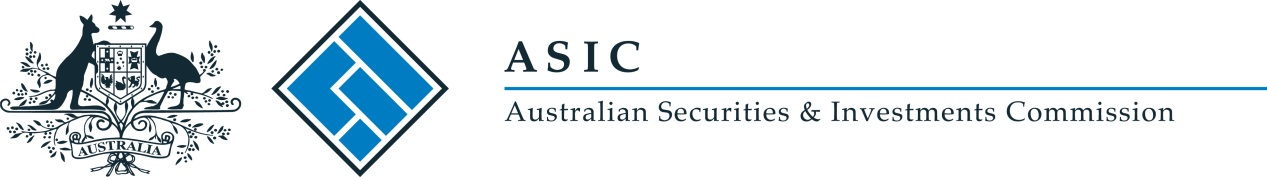 AUSTRALIA
ASIC
Australian Securities & Investments Commission